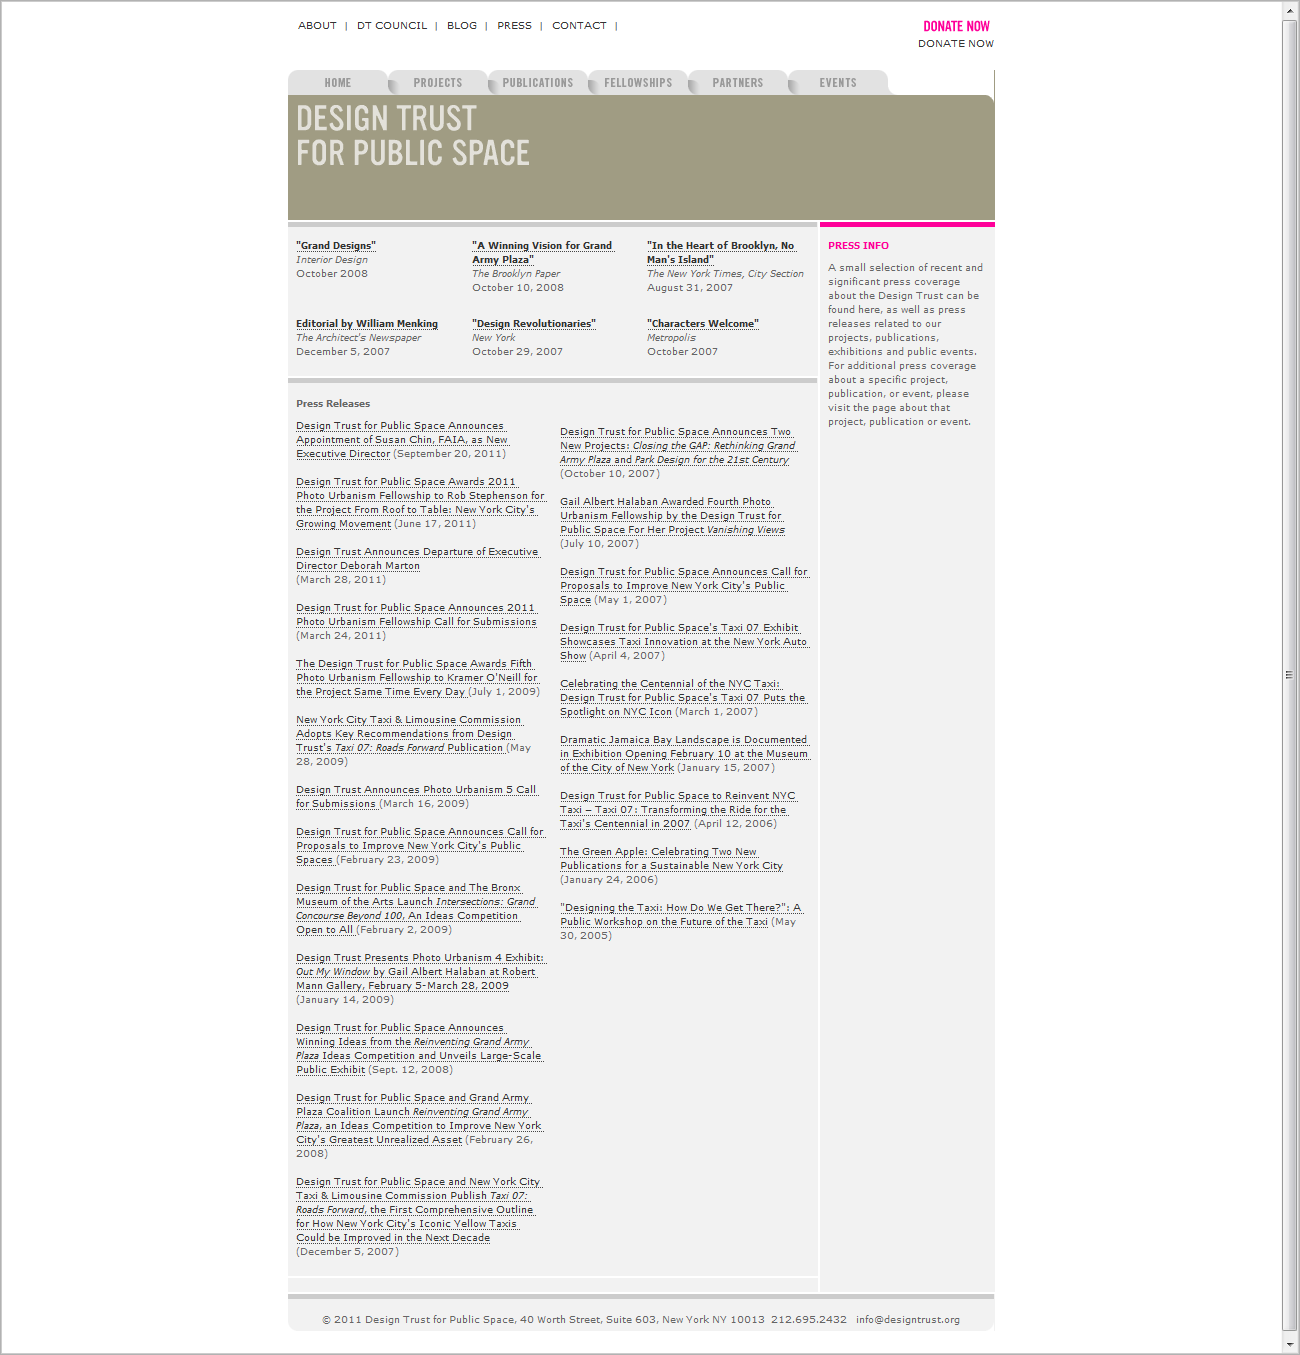 ABOUT | DT COUNCIL | BLOG | PRESS | CONTACT |
DONATE NOW
DONATE NOW
HOME PROJECTS PUBLICATIONS FELLOWSHIPS PARTNERS EVENTS
DESIGN TRUST
FOR PUBLIC SPACE
"Grand Designs"
Interior Design
October 2008
"A Winning Vision for Grand
Army Plaza"
The Brooklyn Paper
October 10, 2008
"In the Heart of Brooklyn, No
Man's Island"
The New York Times, City Section
August 31, 2007
Editorial by William Menking
The Architect's Newspaper
December 5, 2007
"Design Revolutionaries"
New York
October 29, 2007
"Characters Welcome"
Metropolis
October 2007
PRESS INFO
A small selection of recent and
significant press coverage
about the Design Trust can be
found here, as well as press
releases related to our
projects, publications,
exhibitions and public events.
For additional press coverage
about a specific project,
publication, or event, please
visit the page about that
project, publication or event.
Press Releases
Design Trust for Public Space Announces
Appointment of Susan Chin, FAIA, as New
Executive Director (September 20, 2011)
Design Trust for Public Space Awards 2011
Photo Urbanism Fellowship to Rob Stephenson for
the Project From Roof to Table: New York City's
Growing Movement (June 17, 2011)
Design Trust Announces Departure of Executive
Director Deborah Marton
(March 28, 2011)
Design Trust for Public Space Announces 2011
Photo Urbanism Fellowship Call for Submissions
(March 24, 2011)
The Design Trust for Public Space Awards Fifth
Photo Urbanism Fellowship to Kramer O'Neill for
the Project Same Time Every Day (July 1, 2009)
New York City Taxi & Limousine Commission
Adopts Key Recommendations from Design
Trust's Taxi 07: Roads Forward Publication (May
28, 2009)
Design Trust Announces Photo Urbanism 5 Call
for Submissions (March 16, 2009)
Design Trust for Public Space Announces Call for
Proposals to Improve New York City's Public
Spaces (February 23, 2009)
Design Trust for Public Space and The Bronx
Museum of the Arts Launch Intersections: Grand
Concourse Beyond 100, An Ideas Competition
Open to All (February 2, 2009)
Design Trust Presents Photo Urbanism 4 Exhibit:
Out My Window by Gail Albert Halaban at Robert
Mann Gallery, February 5-March 28, 2009
(January 14, 2009)
Design Trust for Public Space Announces
Winning Ideas from the Reinventing Grand Army
Plaza Ideas Competition and Unveils Large-Scale
Public Exhibit (Sept. 12, 2008)
Design Trust for Public Space and Grand Army
Plaza Coalition Launch Reinventing Grand Army
Plaza, an Ideas Competition to Improve New York
City's Greatest Unrealized Asset (February 26,
2008)
Design Trust for Public Space and New York City
Taxi & Limousine Commission Publish Taxi 07:
Roads Forward, the First Comprehensive Outline
for How New York City's Iconic Yellow Taxis
Could be Improved in the Next Decade
(December 5, 2007)
Design Trust for Public Space Announces Two
New Projects: Closing the GAP: Rethinking Grand
Army Plaza and Park Design for the 21st Century
(October 10, 2007)
Gail Albert Halaban Awarded Fourth Photo
Urbanism Fellowship by the Design Trust for
Public Space For Her Project Vanishing Views
(July 10, 2007)
Design Trust for Public Space Announces Call for
Proposals to Improve New York City's Public
Space (May 1, 2007)
Design Trust for Public Space's Taxi 07 Exhibit
Showcases Taxi Innovation at the New York Auto
Show (April 4, 2007)
Celebrating the Centennial of the NYC Taxi:
Design Trust for Public Space's Taxi 07 Puts the
Spotlight on NYC Icon (March 1, 2007)
Dramatic Jamaica Bay Landscape is Documented
in Exhibition Opening February 10 at the Museum
of the City of New York (January 15, 2007)
Design Trust for Public Space to Reinvent NYC
Taxi – Taxi 07: Transforming the Ride for the
Taxi's Centennial in 2007 (April 12, 2006)
The Green Apple: Celebrating Two New
Publications for a Sustainable New York City
(January 24, 2006)
"Designing the Taxi: How Do We Get There?": A
Public Workshop on the Future of the Taxi (May
30, 2005)
© 2011 Design Trust for Public Space, 40 Worth Street, Suite 603, New York NY 10013 212.695.2432 info@designtrust.org